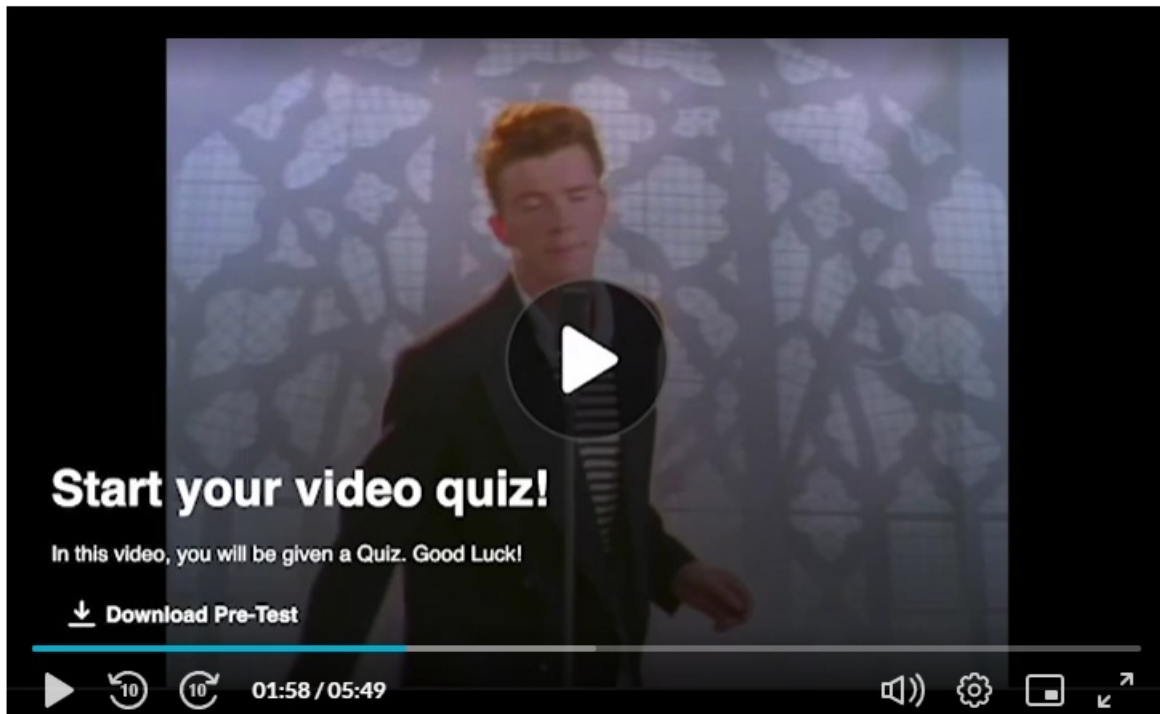 Start your video quiz!
In this video, you will be given a Quiz. Good Luck!
Download Pre-Test
10 10 01:58 / 05:49